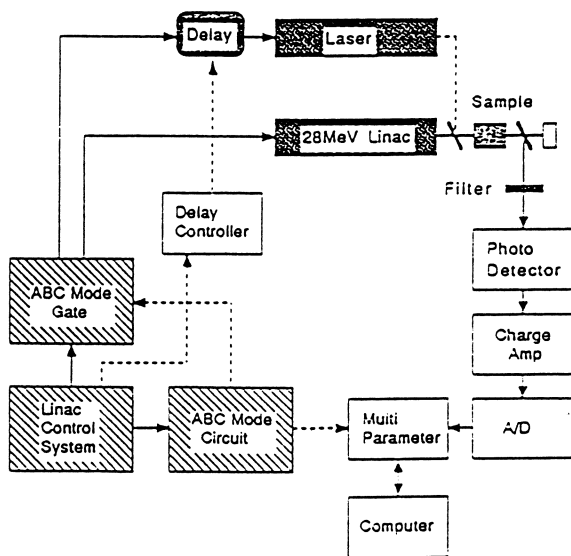 Delay
Laser
Sample
28MeV Linac
Filter
Delay
Controller
Photo
Detector
ABC Mode
Gate
Charge
Amp
Linac
Control
System
ABC Mode
Circuit
Multi
Parameter
A/D
Computer